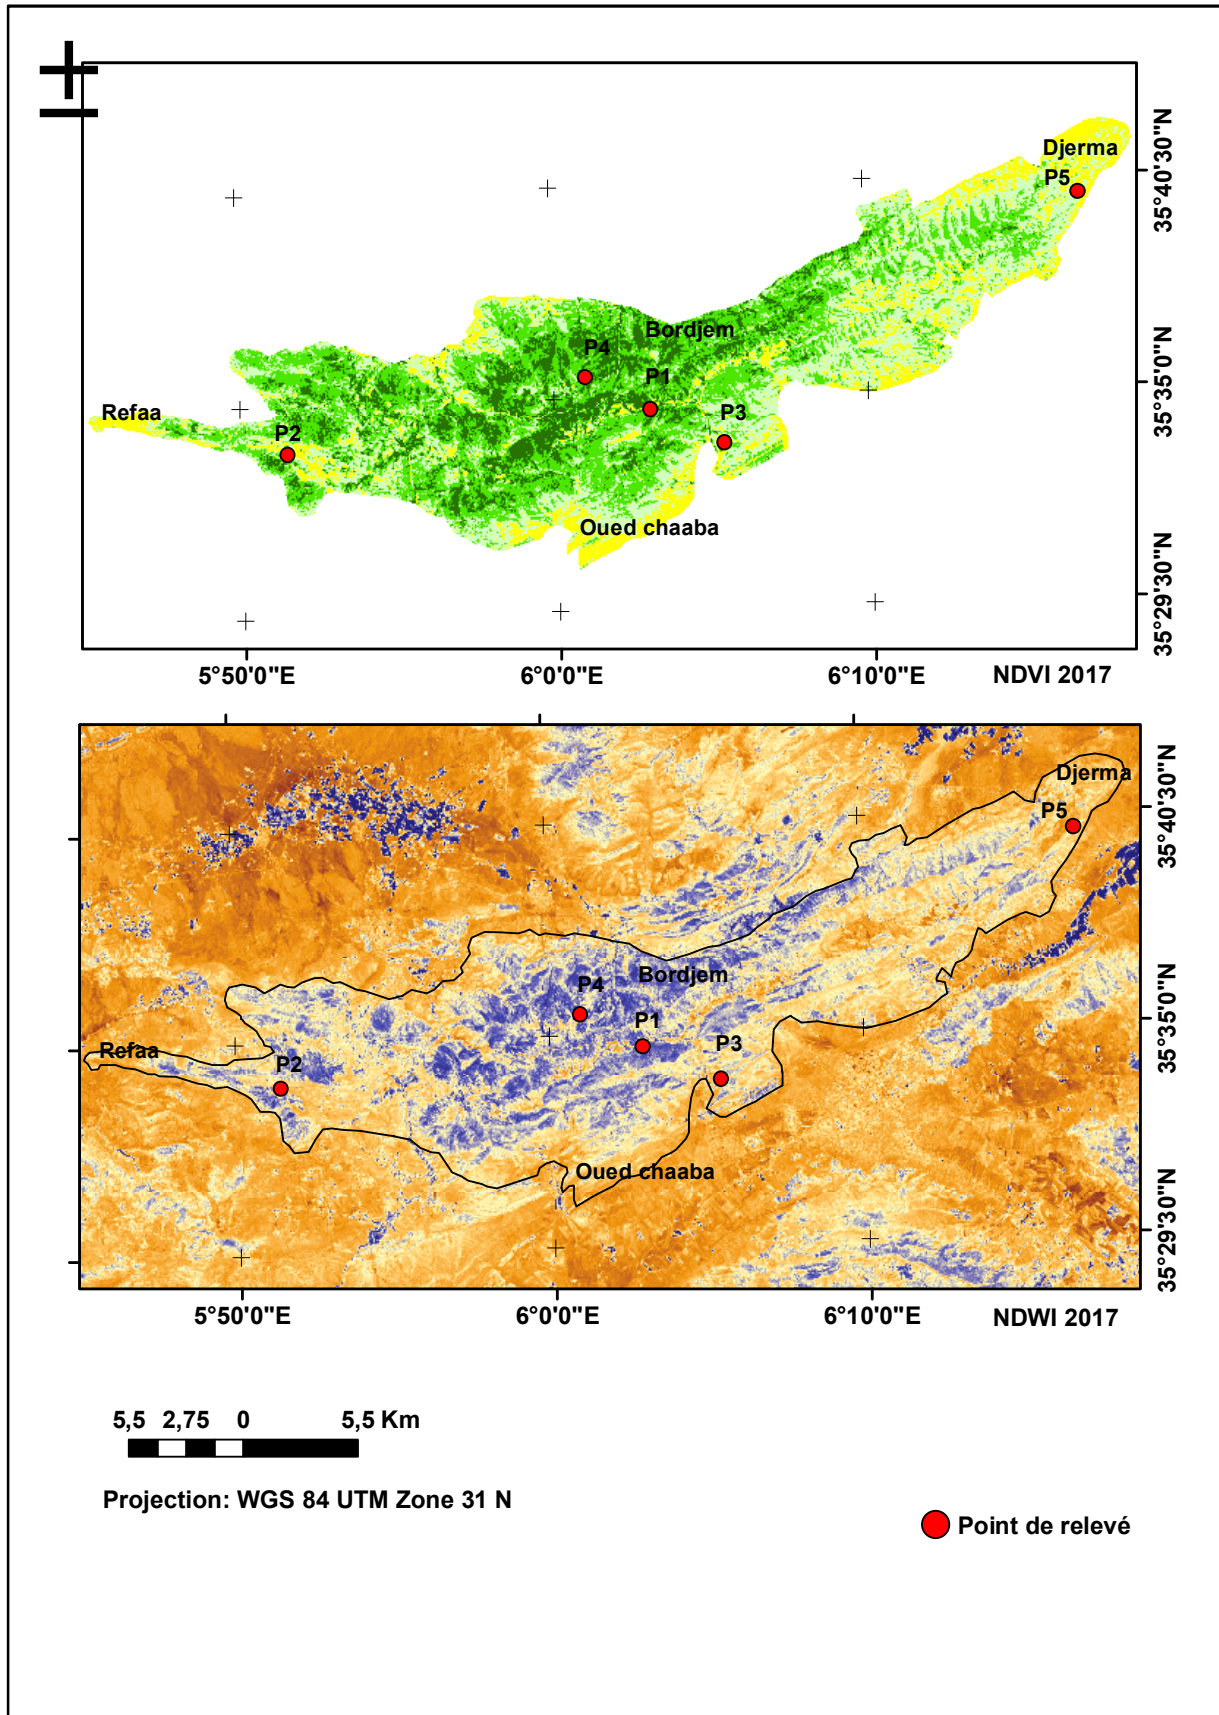 Djerma
P5
35°40'30"N
Bordjem
P4
P1
35°35'0"N
Refaa
P2
P3
Oued chaaba
35°29'30"N
5°50'0"E 6°0'0"E 6°10'0"E NDVI 2017
Djerma
P5
35°40'30"N
Bordjem
P4
P1
35°35'0"N
Refaa
P2
P3
Oued chaaba
35°29'30"N
5°50'0"E 6°0'0"E 6°10'0"E NDWI 2017
5,5 2,75 0 5,5 Km
Projection: WGS 84 UTM Zone 31 N
Point de relevé